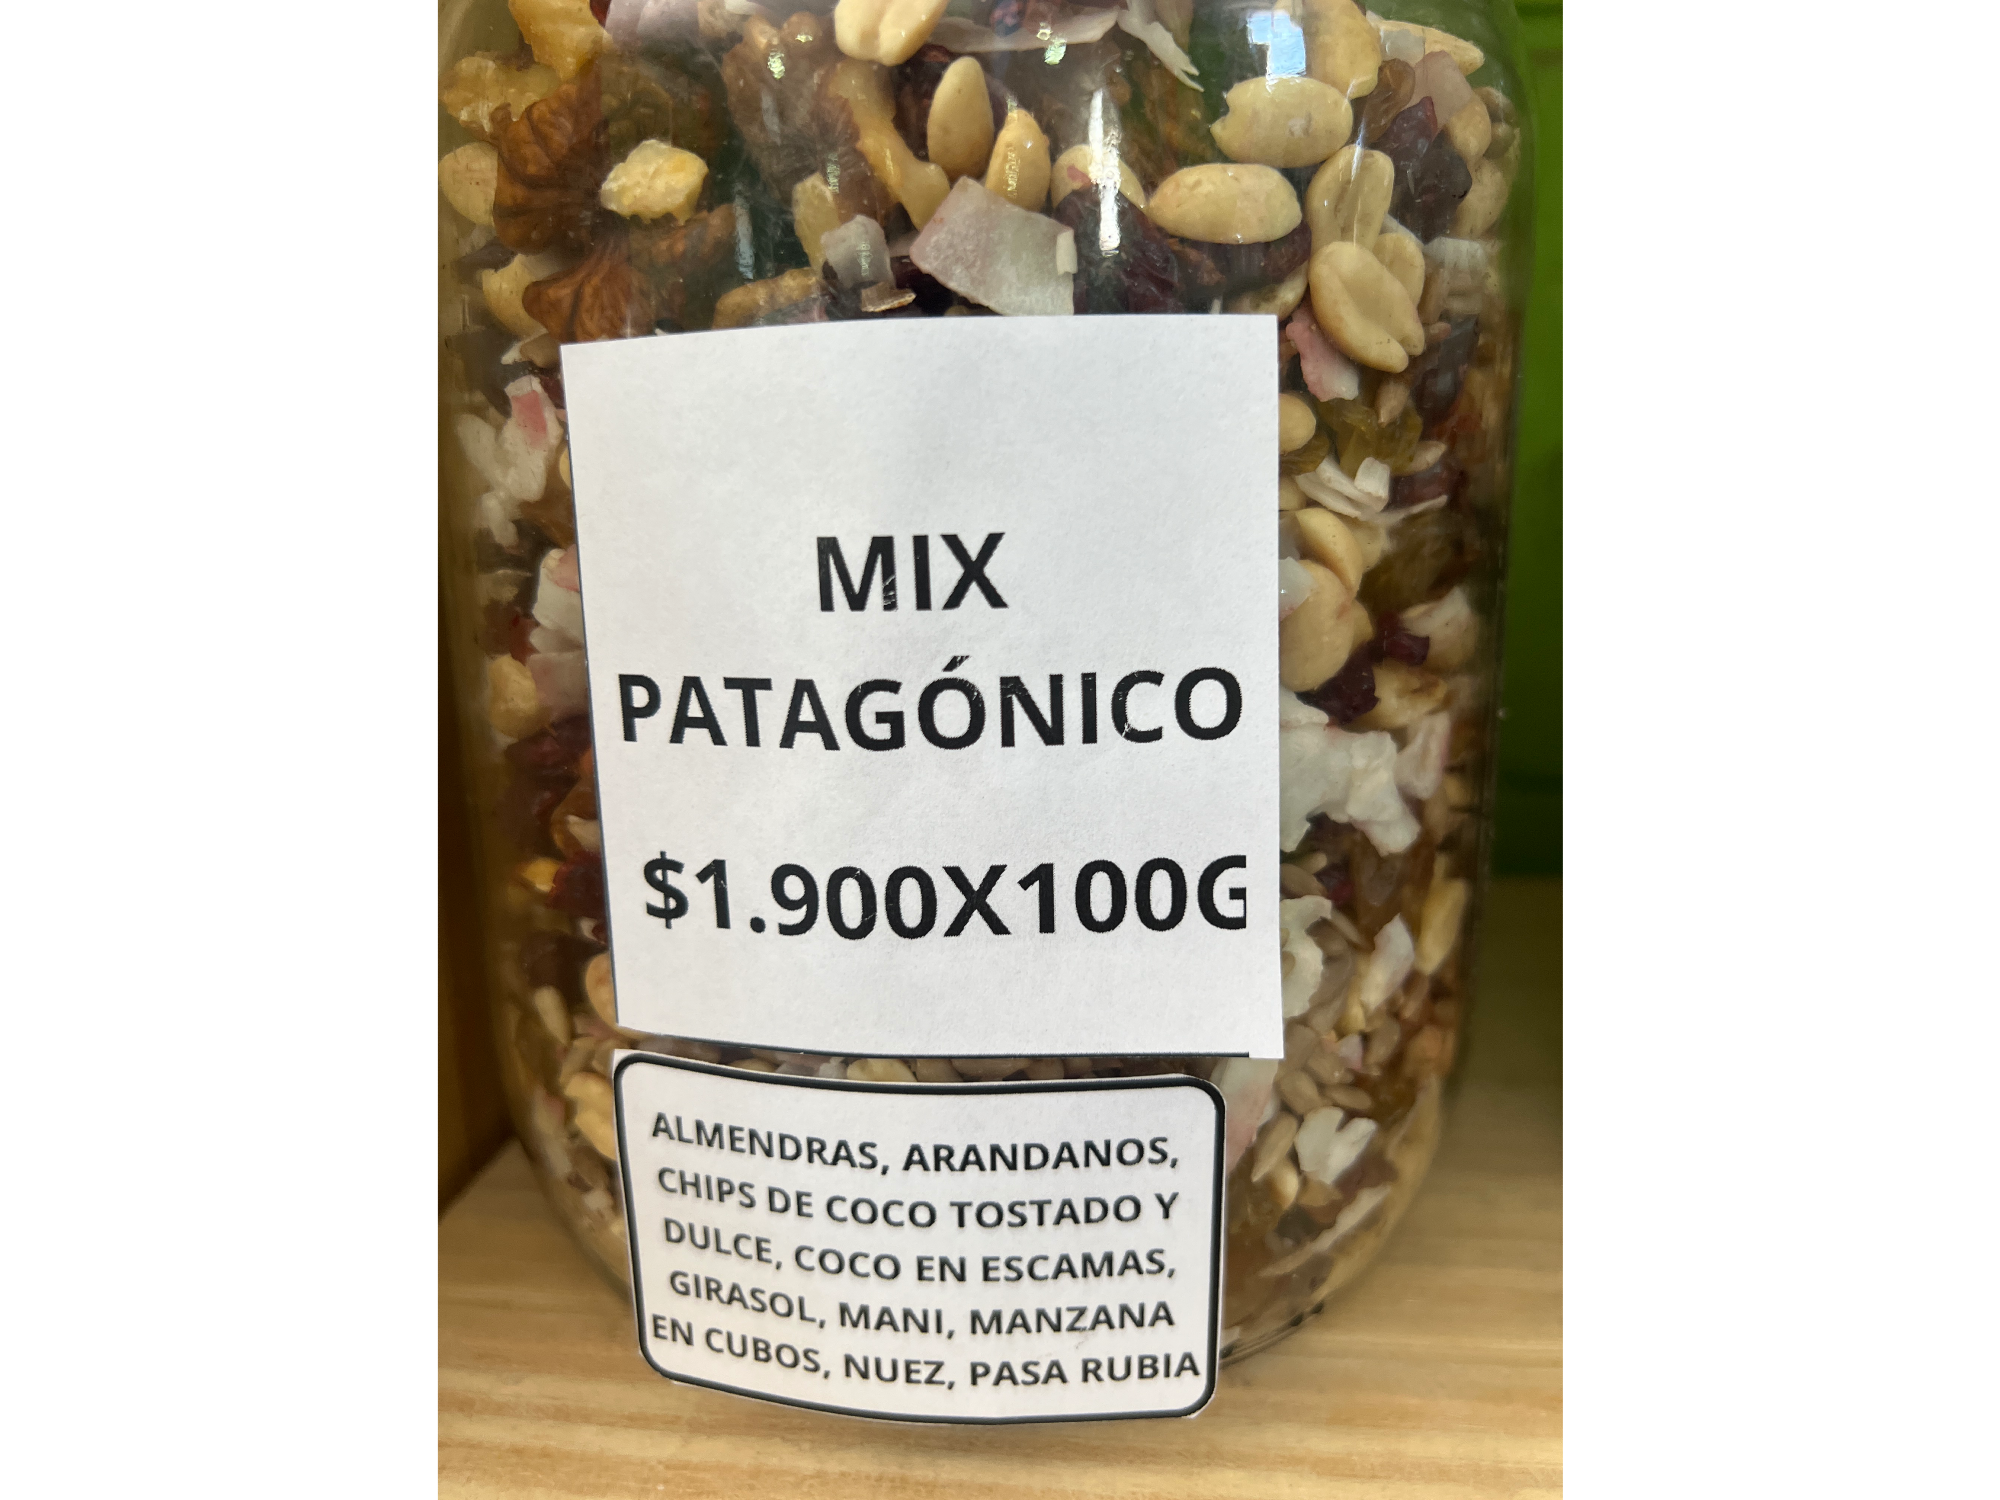 MIX
PATAGÓNICO
$1.900X100G
ALMENDRAS, ARANDANOS,
CHIPS DE COCO TOSTADO Y
DULCE, COCO EN ESCAMAS,
GIRASOL, MANI, MANZANA
EN CUBOS, NUEZ, PASA RUBIA